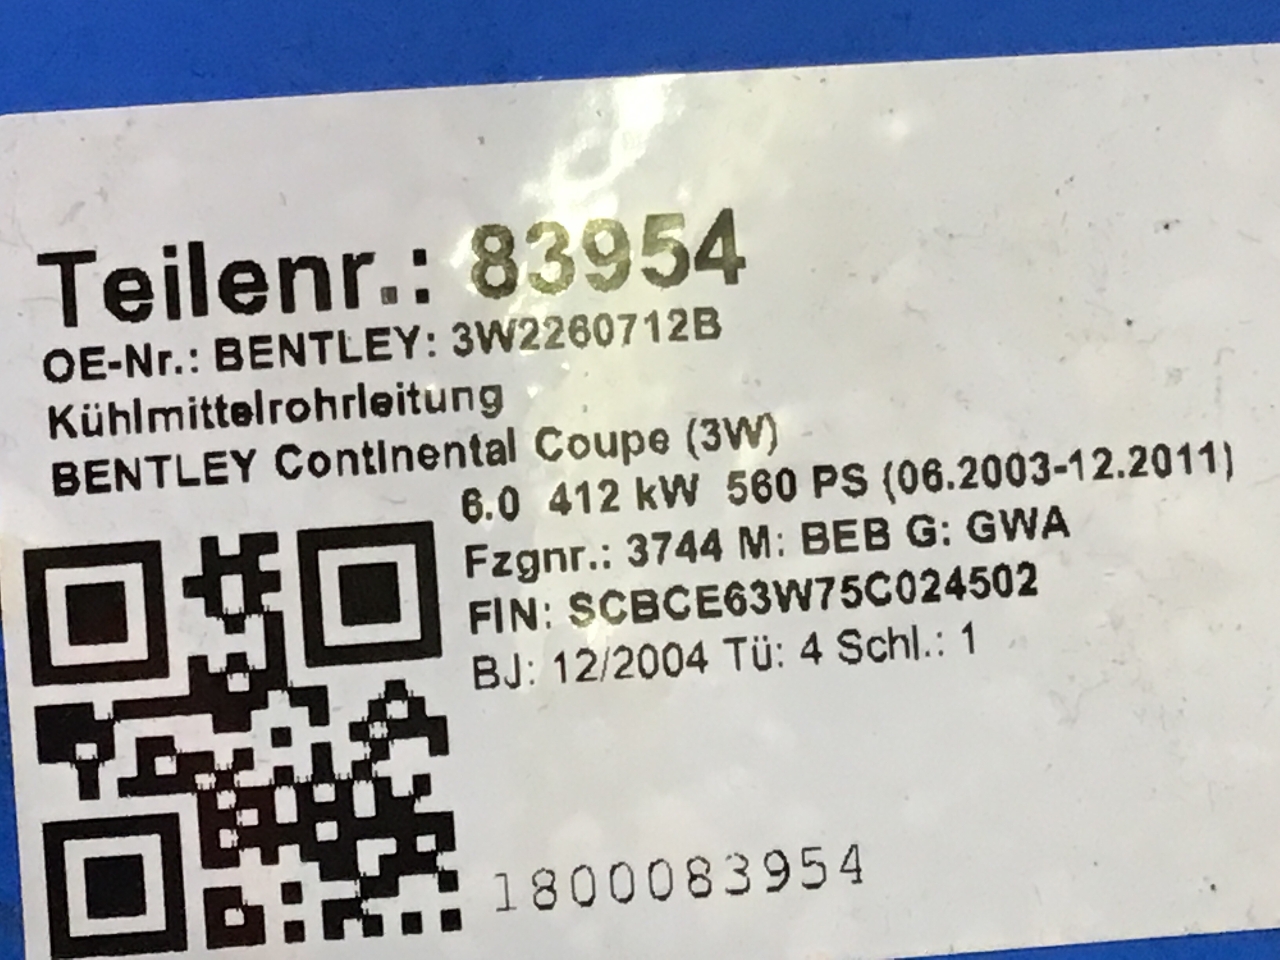 Teilenr.: 83954
OE-Nr.: BENTLEY: 3W2260712B
Kühlmittelrohrleitung
BENTLEY Continental Coupe (3W)
6.0 412 kW 560 PS (06.2003-12.2011)
Fzgnr.: 3744 M: BEB G: GWA
FIN: SCBCE63W75C024502
BJ: 12/2004 Tü: 4 Schl.: 1
1800083954